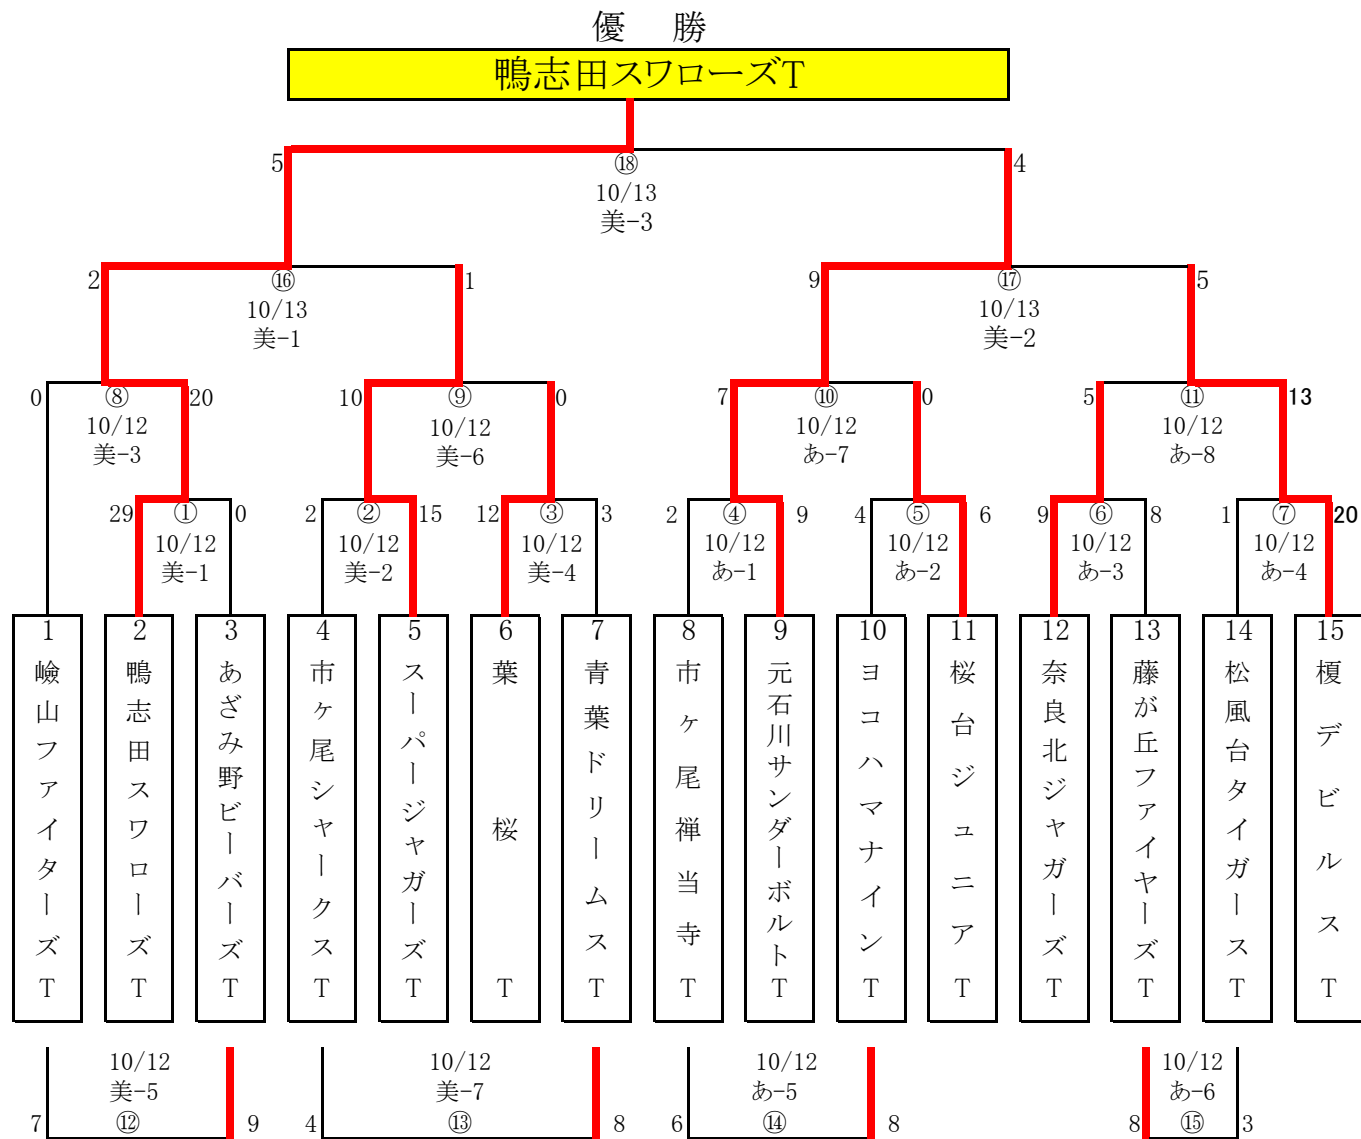 優　勝
鴨志田スワローズT
5 ⑱ 4
10/13
美-3
2 ⑯ 1 9 ⑰ 5
10/13 10/13
美-1 美-2
0 ⑧ 20 10 ⑨ 0 7 ⑩ 0 5 ⑪ 13
10/12 10/12 10/12 10/12
美-3 美-6 あ-7 あ-8
29 ① 0 2 ② 15 12 ③ 3 2 ④ 9 4 ⑤ 6 9 ⑥ 8 1 ⑦ 20
10/12 10/12 10/12 10/12 10/12 10/12 10/12
美-1 美-2 美-4 あ-1 あ-2 あ-3 あ-4
1 嶮山ファイターズT
2 鴨志田スワローズT
3 あざみ野ビーバーズT
4 市ヶ尾シャークスT
5 スーパージャガーズT
6 葉桜T
7 青葉ドリームスT
8 市ヶ尾禅当寺T
9 元石川サンダーボルトT
10 ヨコハマナインT
11 桜台ジュニアT
12 奈良北ジャガーズT
13 藤が丘ファイヤーズT
14 松風台タイガースT
15 榎デビルスT
10/12 10/12 10/12 10/12
美-5 美-7 あ-5 あ-6
7 ⑫ 9 4 ⑬ 8 6 ⑭ 8 8 ⑮ 3